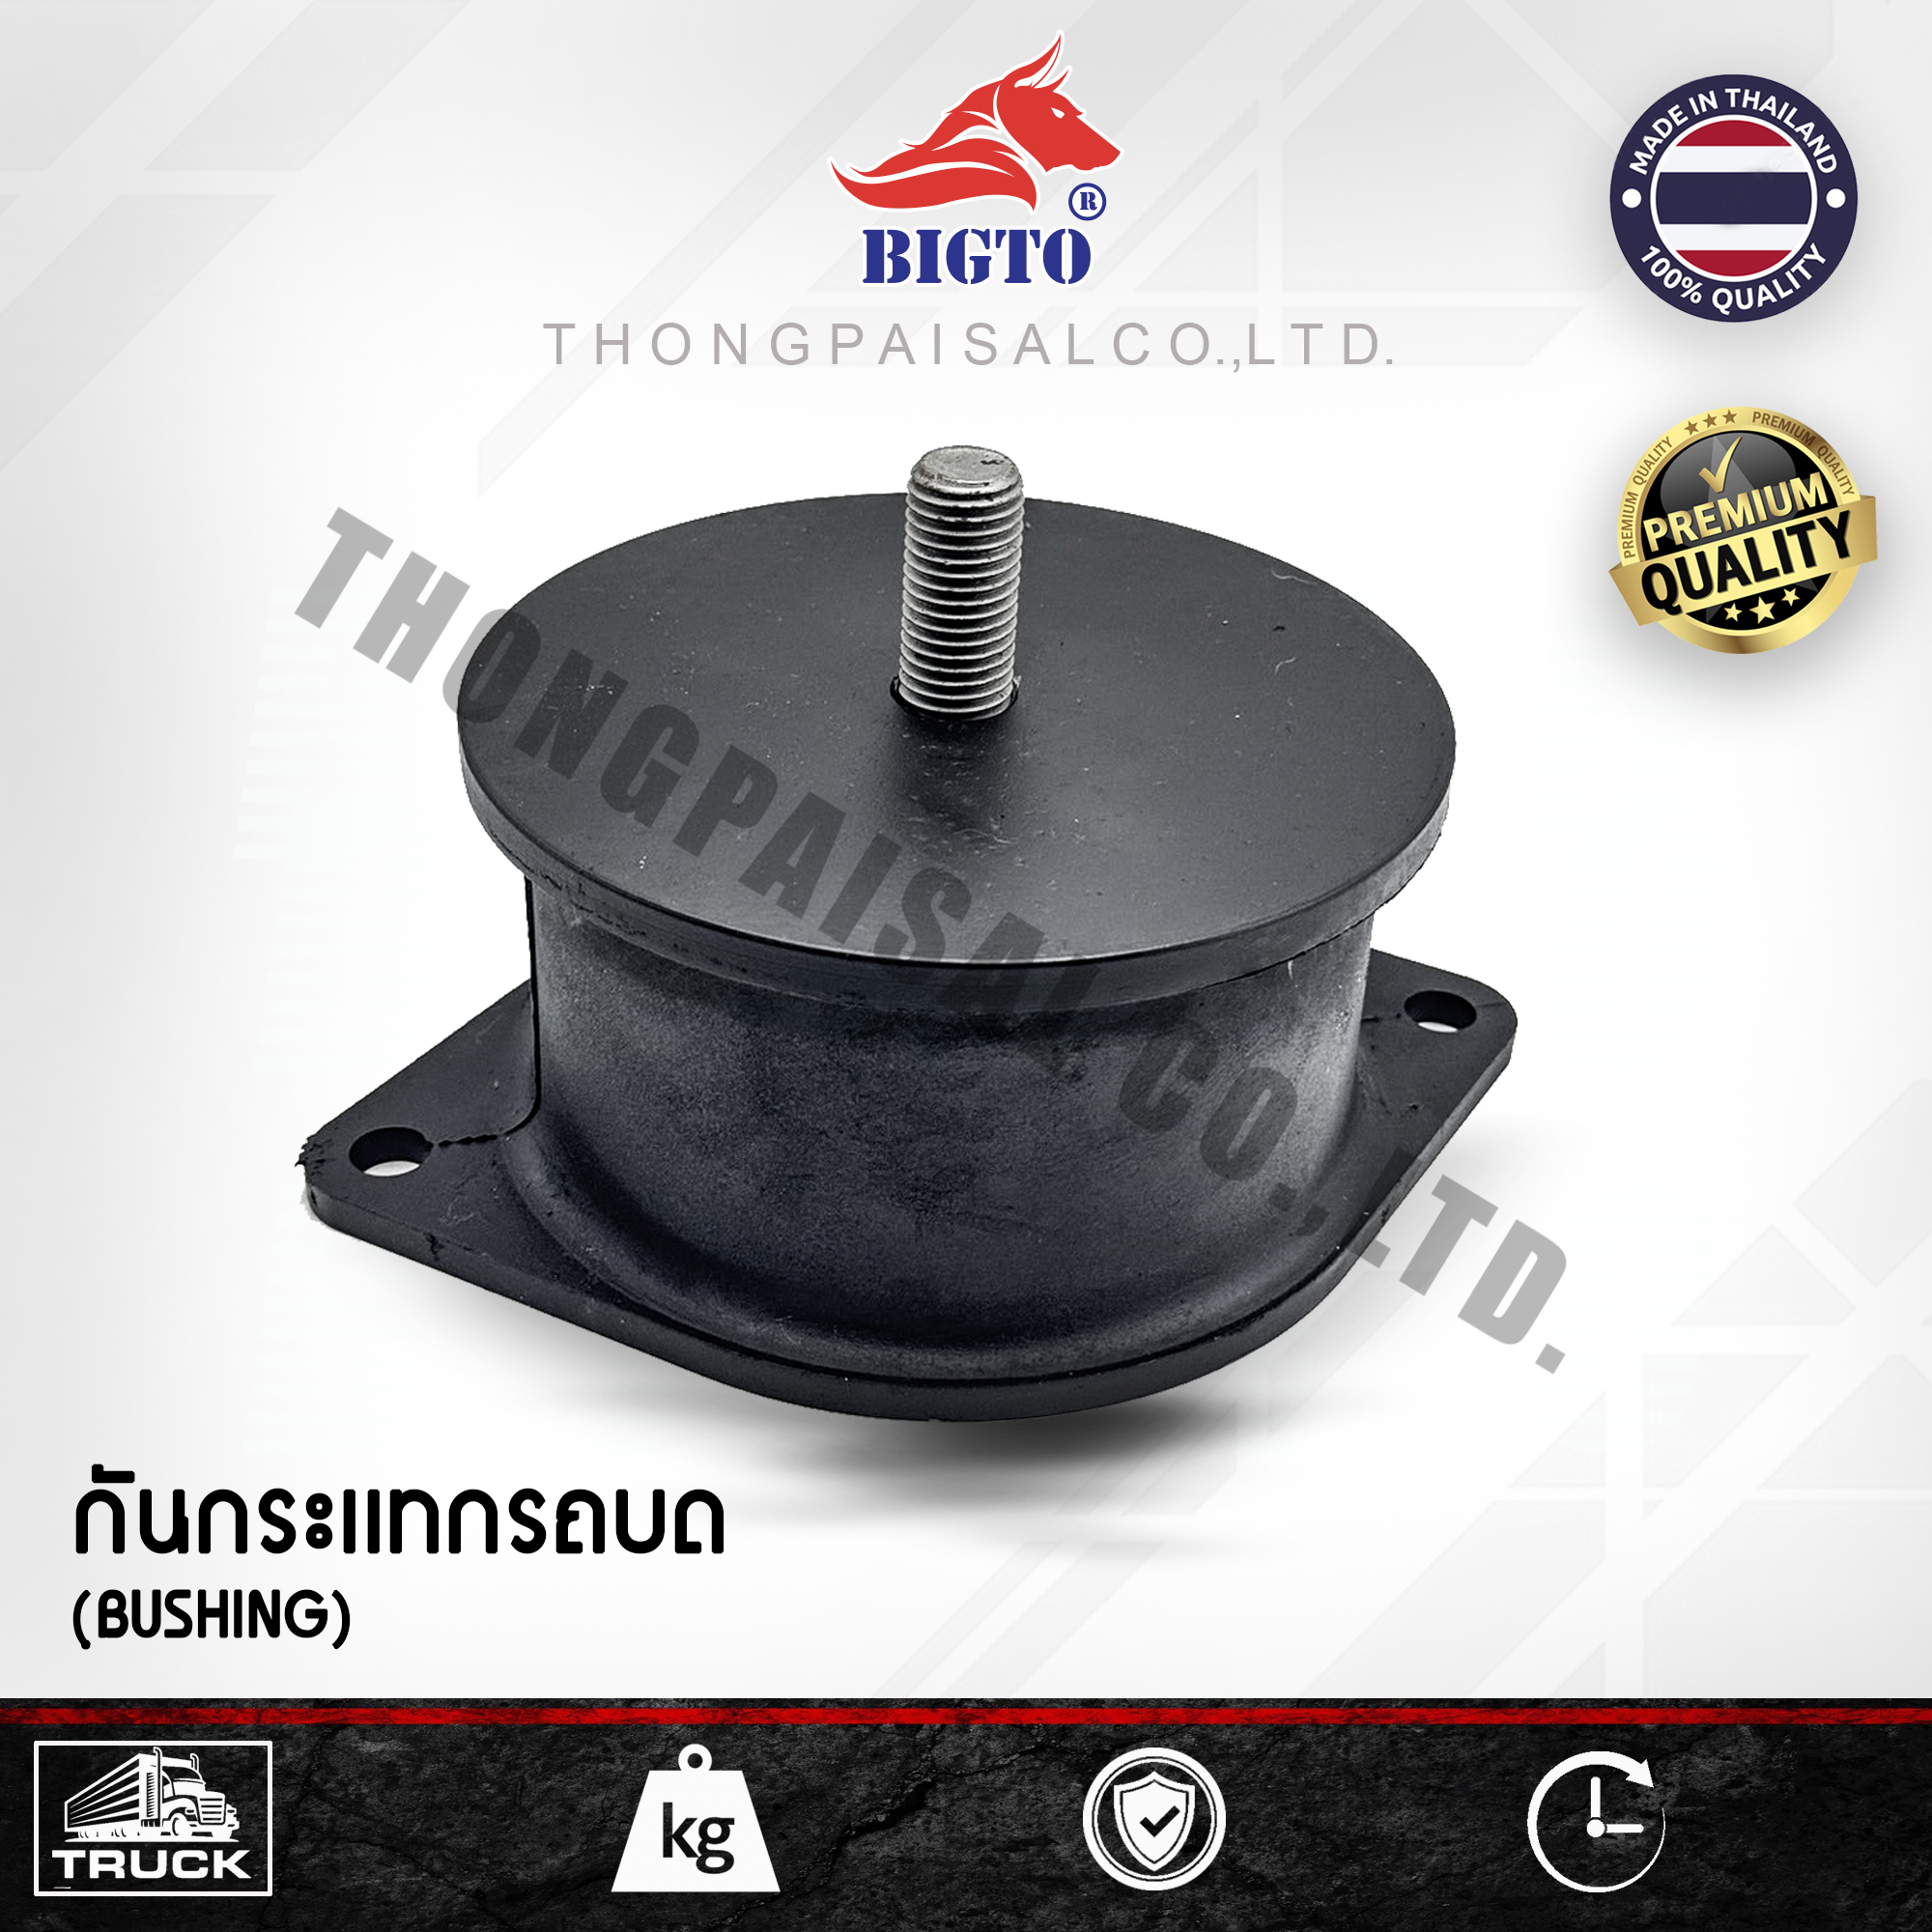 BIGTO ®
THONGPAISALCO.,LTD.
MADE IN THAILAND
100% QUALITY
PREMIUM QUALITY ★★★ PREMIUM QUALITY
PREMIUM
QUALITY
THONGPAISAL CO.,LTD.
กันกระแทกรถบด
(BUSHING)
TRUCK
kg